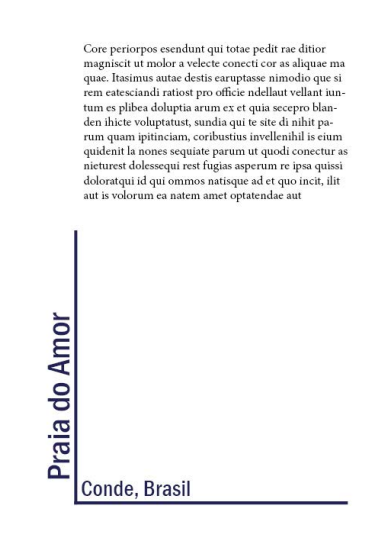 Core periorpos esendunt qui totae pedit rae ditior
magniscit ut molor a velecte conecti cor as aliquae ma
quae. Itasimus autae destis earuptasse nimodio que si
rem eatesciandi ratiost pro officie ndellaut vellant iun-
tum es plibea doluptia arum ex et quia secepro blan-
den ihicte voluptatust, sundia qui te site di nihit pa-
rum quam ipitinciam, coribustius invellenihil is eium
quidenit la nones sequiate parum ut quodi conectur as
nieturest dolessequi rest fugias asperum re ipsa quissi
doloratqui id qui ommos natisque ad et quo incit, ilit
aut is volorum ea natem amet optatendae aut
Praia do Amor
Conde, Brasil